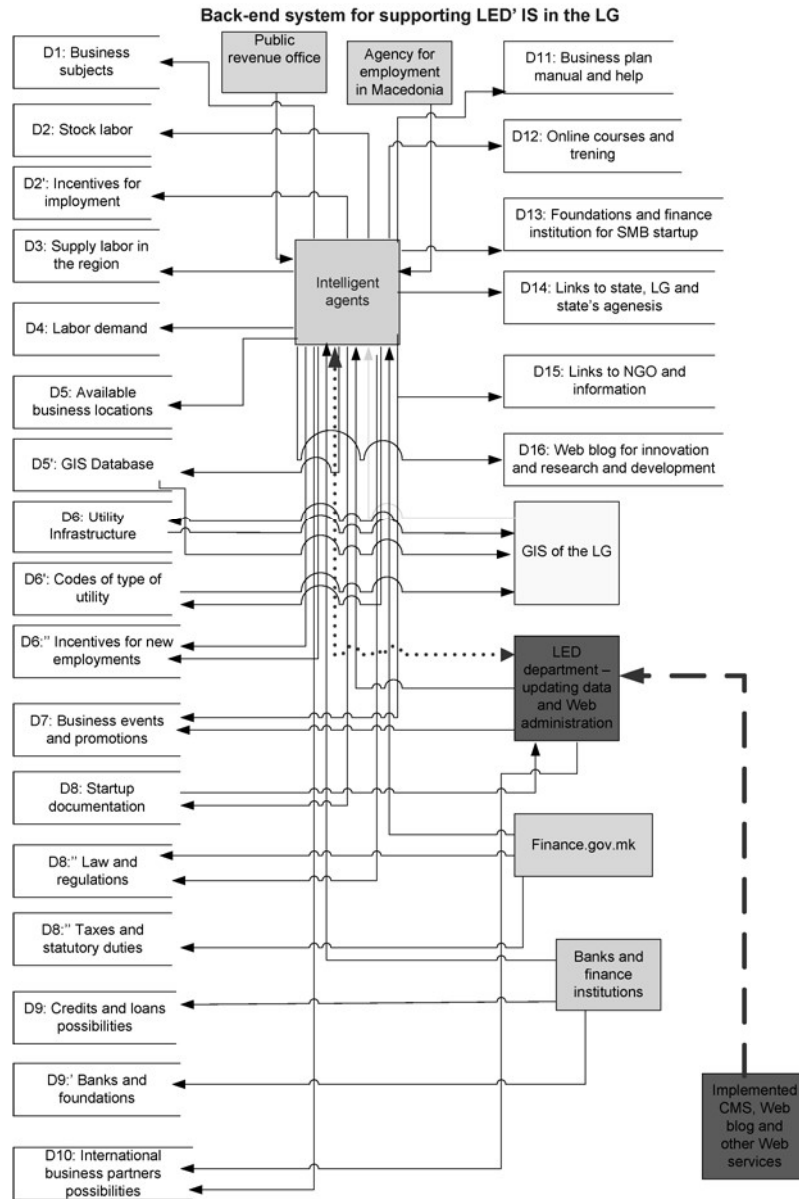 Back-end system for supporting LED' IS in the LG
Public
revenue office
Agency for
employment
in Macedonia
D1: Business
subjects
D2: Stock labor
D2': Incentives for
imployment
D3: Supply labor in
the region
D4: Labor demand
D5: Available
business locations
D5': GIS Database
D6: Utility
Infrastructure
D6': Codes of type of
utility
D6:" Incentives for new
employments
D7: Business events
and promotions
D8: Startup
documentation
D8:" Law and
regulations
D8:" Taxes and
statutory duties
D9: Credits and loans
possibilities
D9:' Banks and
foundations
D10: International
business partners
possibilities
Intelligent
agents
D11: Business plan
manual and help
D12: Online courses and
trening
D13: Foundations and finance
institution for SMB startup
D14: Links to state, LG and
state's agenesis
D15: Links to NGO and
information
D16: Web blog for innovation
and research and development
GIS of the LG
LED
department –
updating data
and Web
administration
Finance.gov.mk
Banks and
finance
institutions
Implemented
CMS, Web
blog and
other Web
services